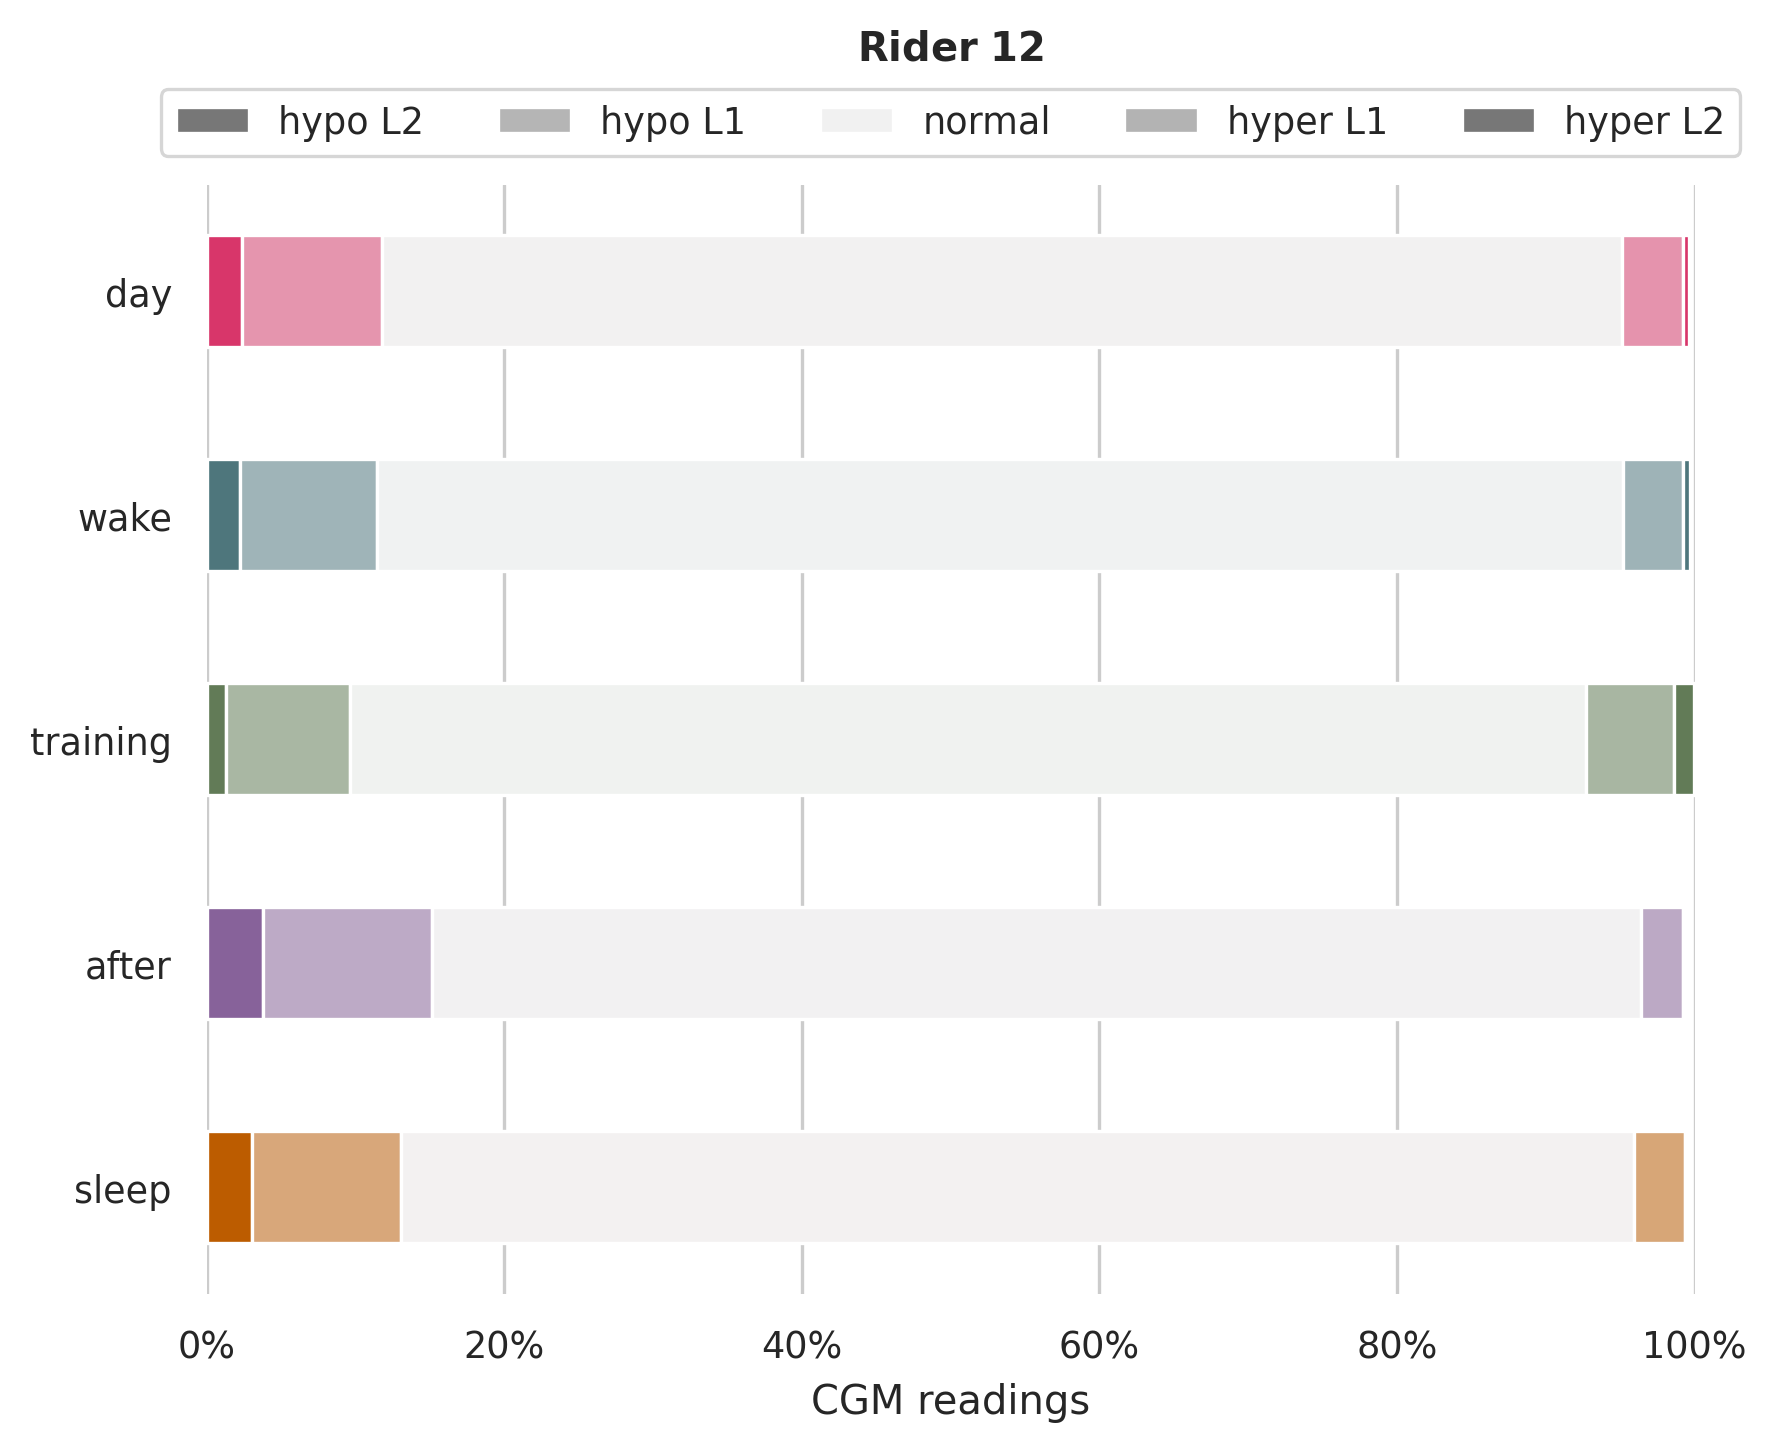 Rider 12
hypo L2 hypo L1 normal hyper L1 hyper L2
day
wake
training
after
sleep
0% 20% 40% 60% 80% 100%
CGM readings